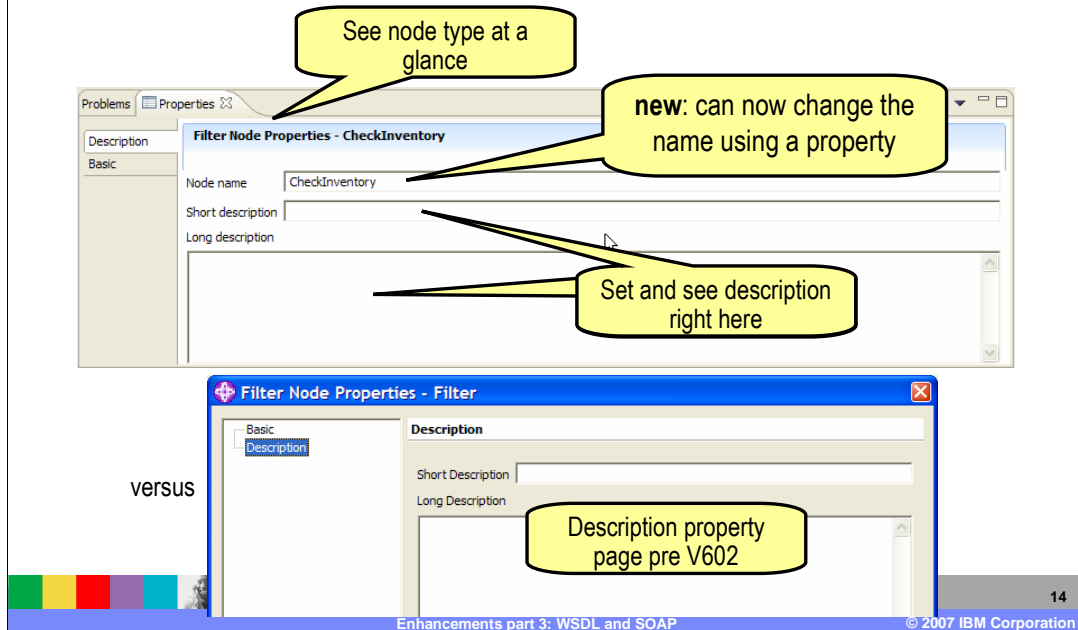 See node type at a
glance
Problems Properties
new: can now change the
name using a property
Description
Basic
Filter Node Properties - CheckInventory
Node name CheckInventory
Short description
Long description
Set and see description
right here
Filter Node Properties - Filter
Basic
Description
Description
Short Description
Long Description
versus
Description property
page pre V602
14
Enhancements part 3: WSDL and SOAP
© 2007 IBM Corporation